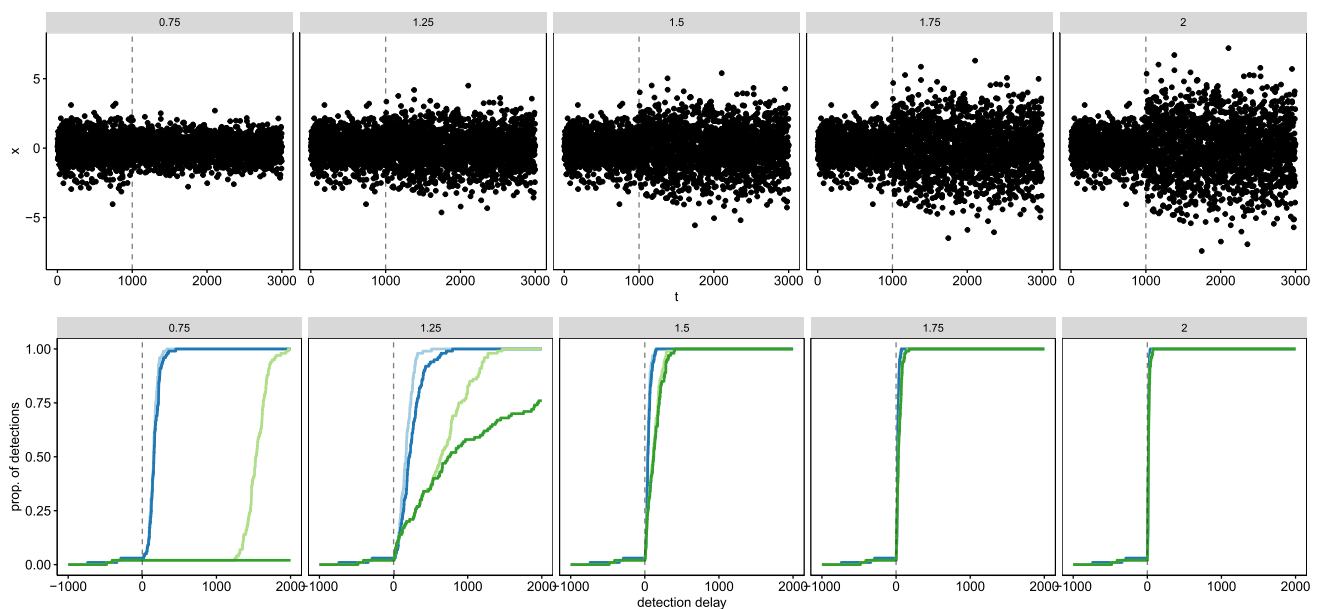 0.75 1.25 1.5 1.75 2
5
0
−5
x
0 1000 2000 3000 0 1000 2000 3000 0 1000 2000 3000 0 1000 2000 3000 0 1000 2000 3000
t
0.75 1.25 1.5 1.75 2
1.00
0.75
0.50
0.25
0.00
prop. of detections
−1000 0 1000 2000 −1000 0 1000 2000 −1000 0 1000 2000 −1000 0 1000 2000 −1000 0 1000 2000
detection delay